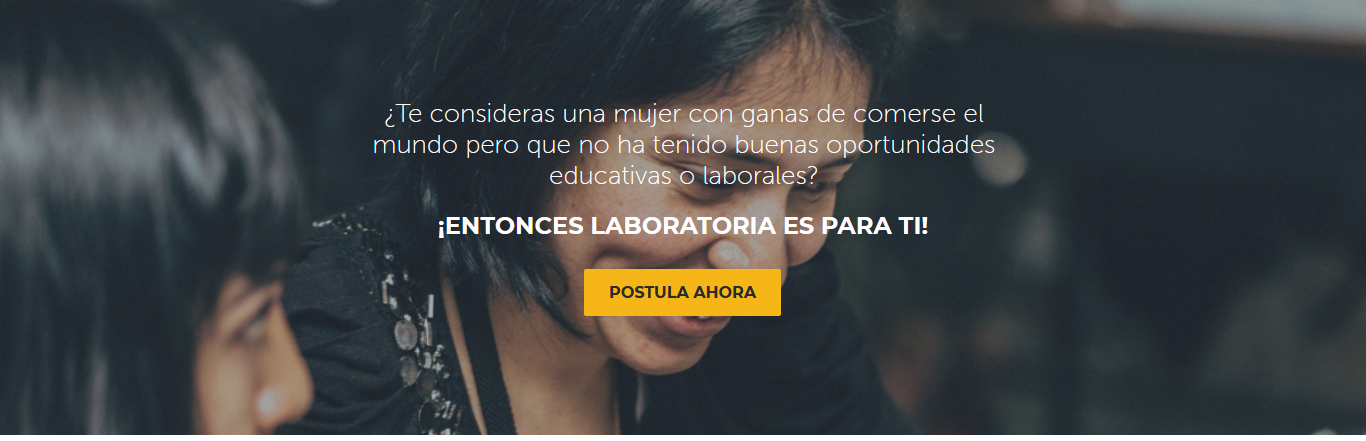 ¿Te consideras una mujer con ganas de comerse el
mundo pero que no ha tenido buenas oportunidades
educativas o laborales?
¡ENTONCES LABORATORIA ES PARA TI!
POSTULA AHORA